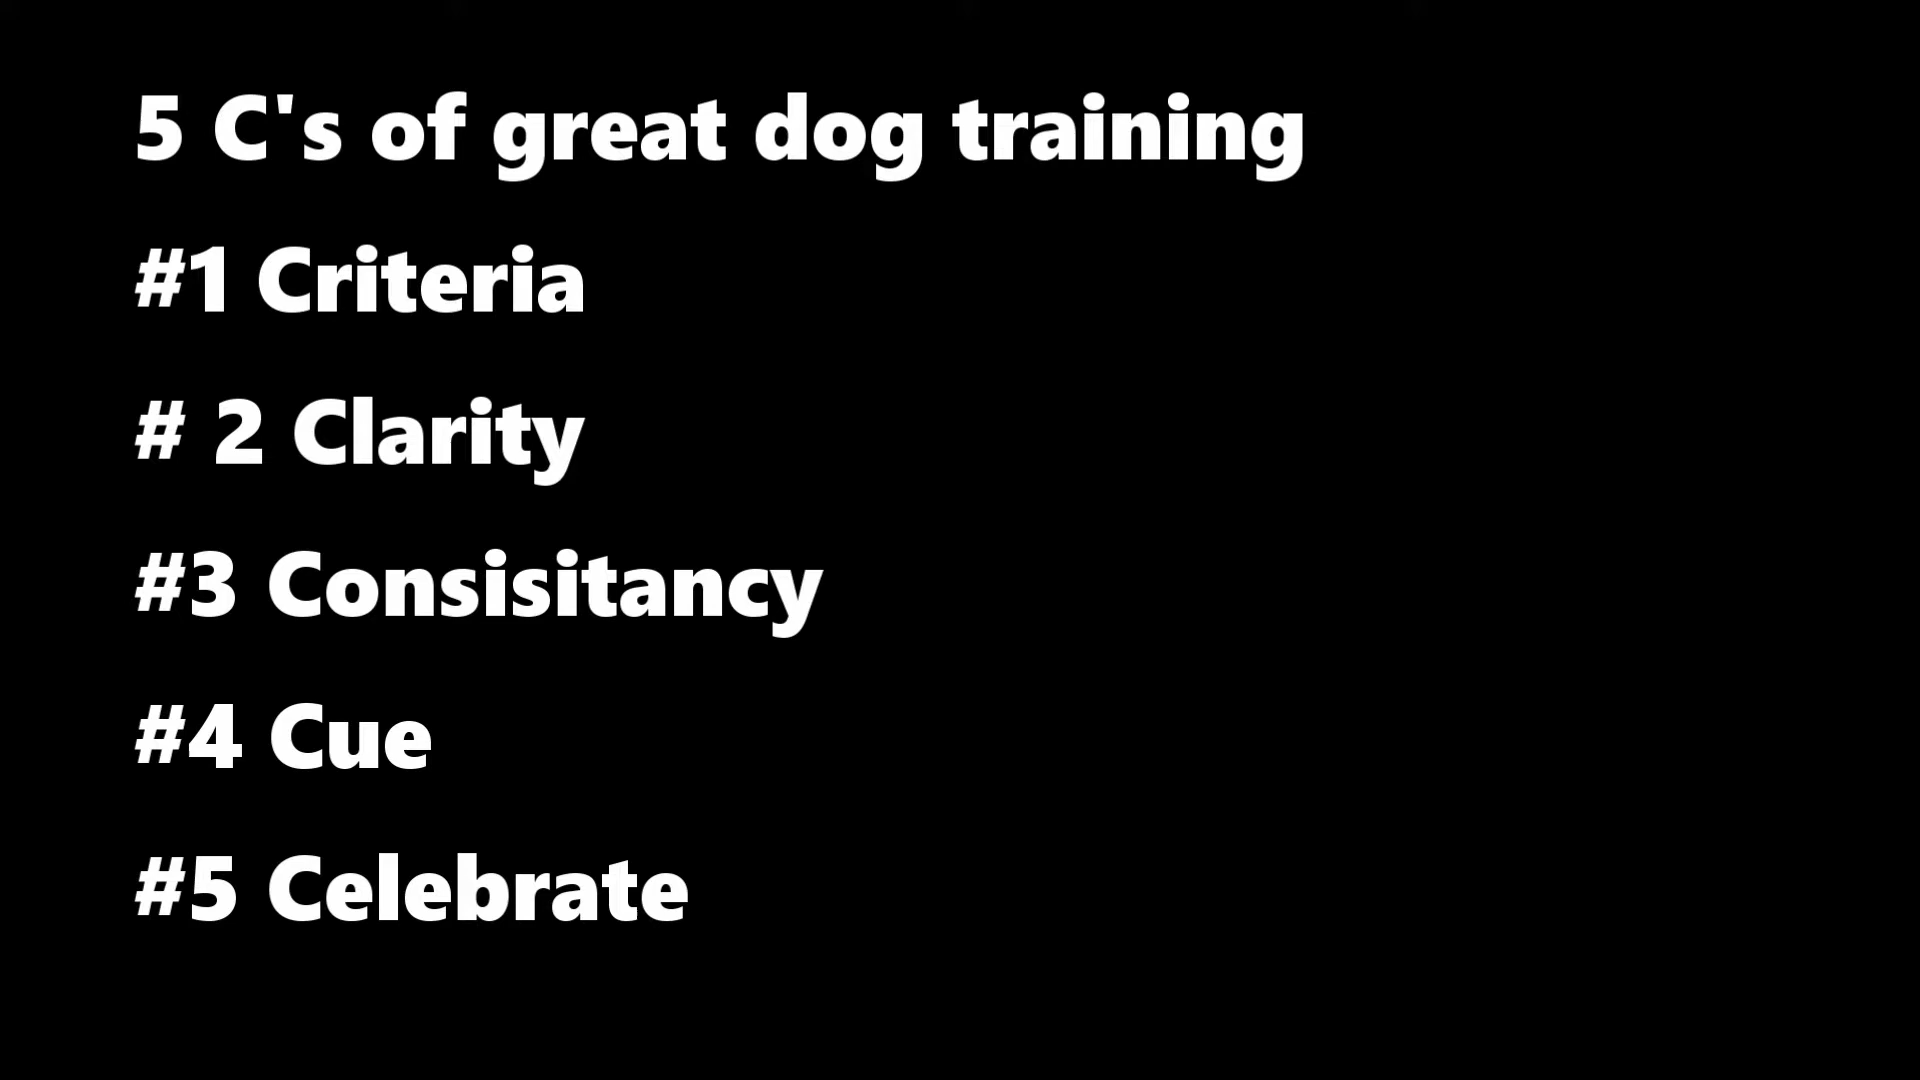 5 C's of great dog training
#1 Criteria
# 2 Clarity
#3 Consisitancy
#4 Cue
#5 Celebrate